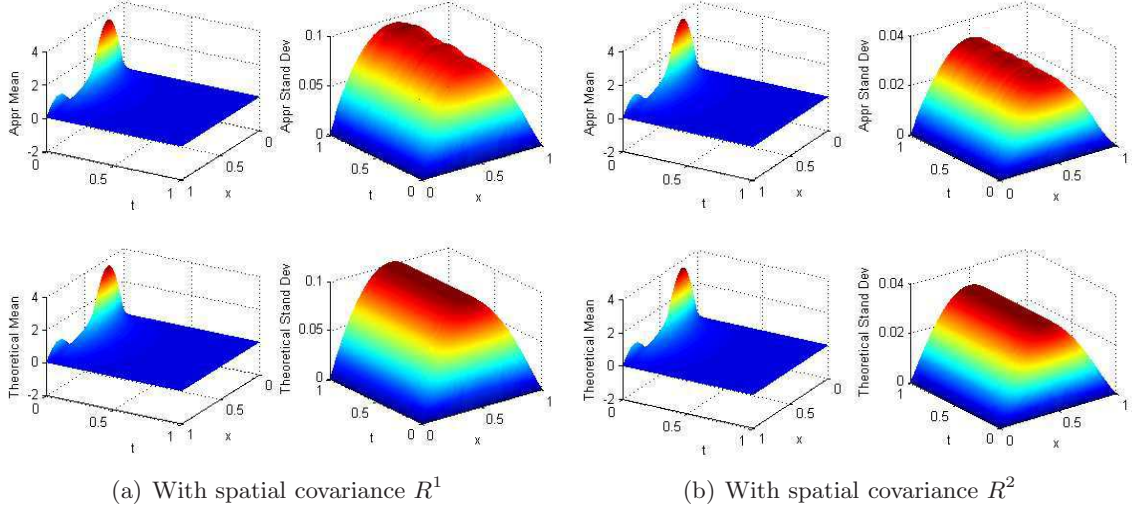 Appr Mean
4
2
0
-2
0
0.5
1
t
1
0.5
0
x
Appr Stand Dev
0.1
0.05
0
1
0.5
0
t
0
0.5
1
x
Appr Mean
4
2
0
-2
0
0.5
1
t
1
0.5
0
x
Appr Stand Dev
0.04
0.02
0
1
0.5
0
t
0
0.5
1
x
Theoretical Mean
4
2
0
-2
0
0.5
1
t
1
0.5
0
x
Theoretical Stand Dev
0.1
0.05
0
1
0.5
0
t
0
0.5
1
x
Theoretical Mean
4
2
0
-2
0
0.5
1
t
1
0.5
0
x
Theoretical Stand Dev
0.04
0.02
0
1
0.5
0
t
0
0.5
1
x
(a) With spatial covariance R¹
(b) With spatial covariance R²